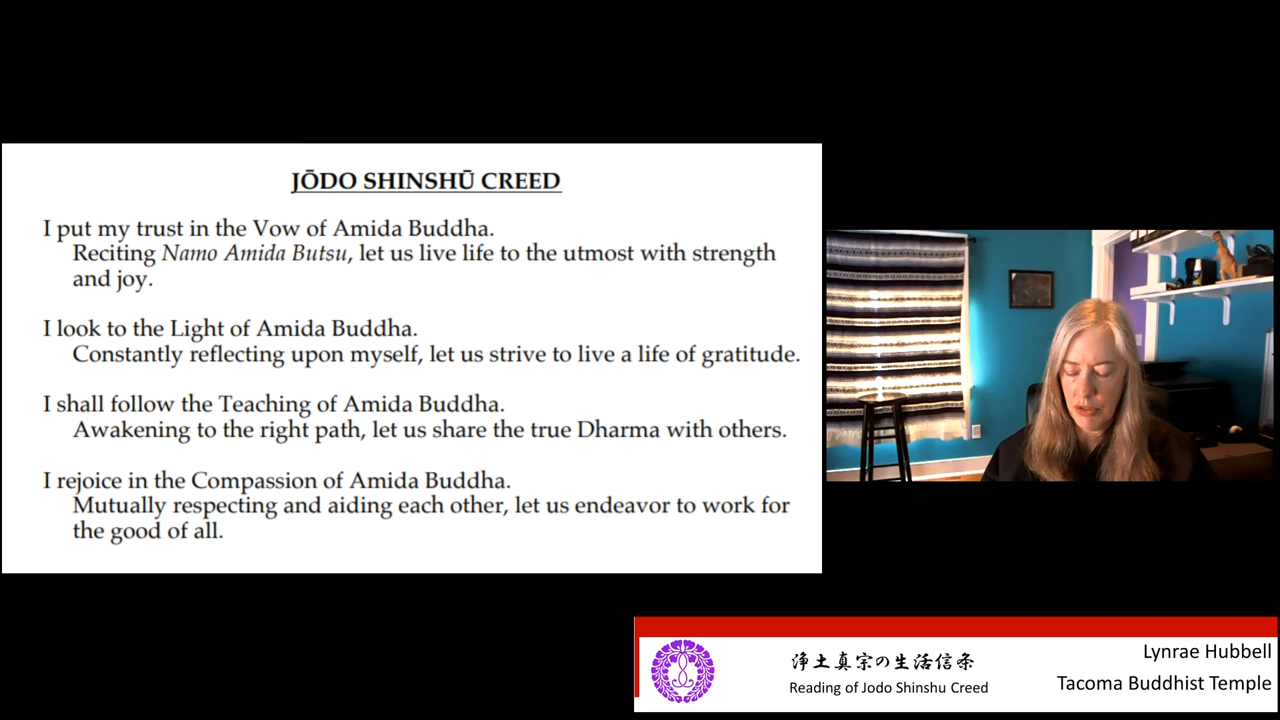 JŌDO SHINSHŪ CREED
I put my trust in the Vow of Amida Buddha.
Reciting Namo Amida Butsu, let us live life to the utmost with strength
and joy.
I look to the Light of Amida Buddha.
Constantly reflecting upon myself, let us strive to live a life of gratitude.
I shall follow the Teaching of Amida Buddha.
Awakening to the right path, let us share the true Dharma with others.
I rejoice in the Compassion of Amida Buddha.
Mutually respecting and aiding each other, let us endeavor to work for
the good of all.
浄土真宗の生活信条
Reading of Jodo Shinshu Creed
Lynrae Hubbell
Tacoma Buddhist Temple